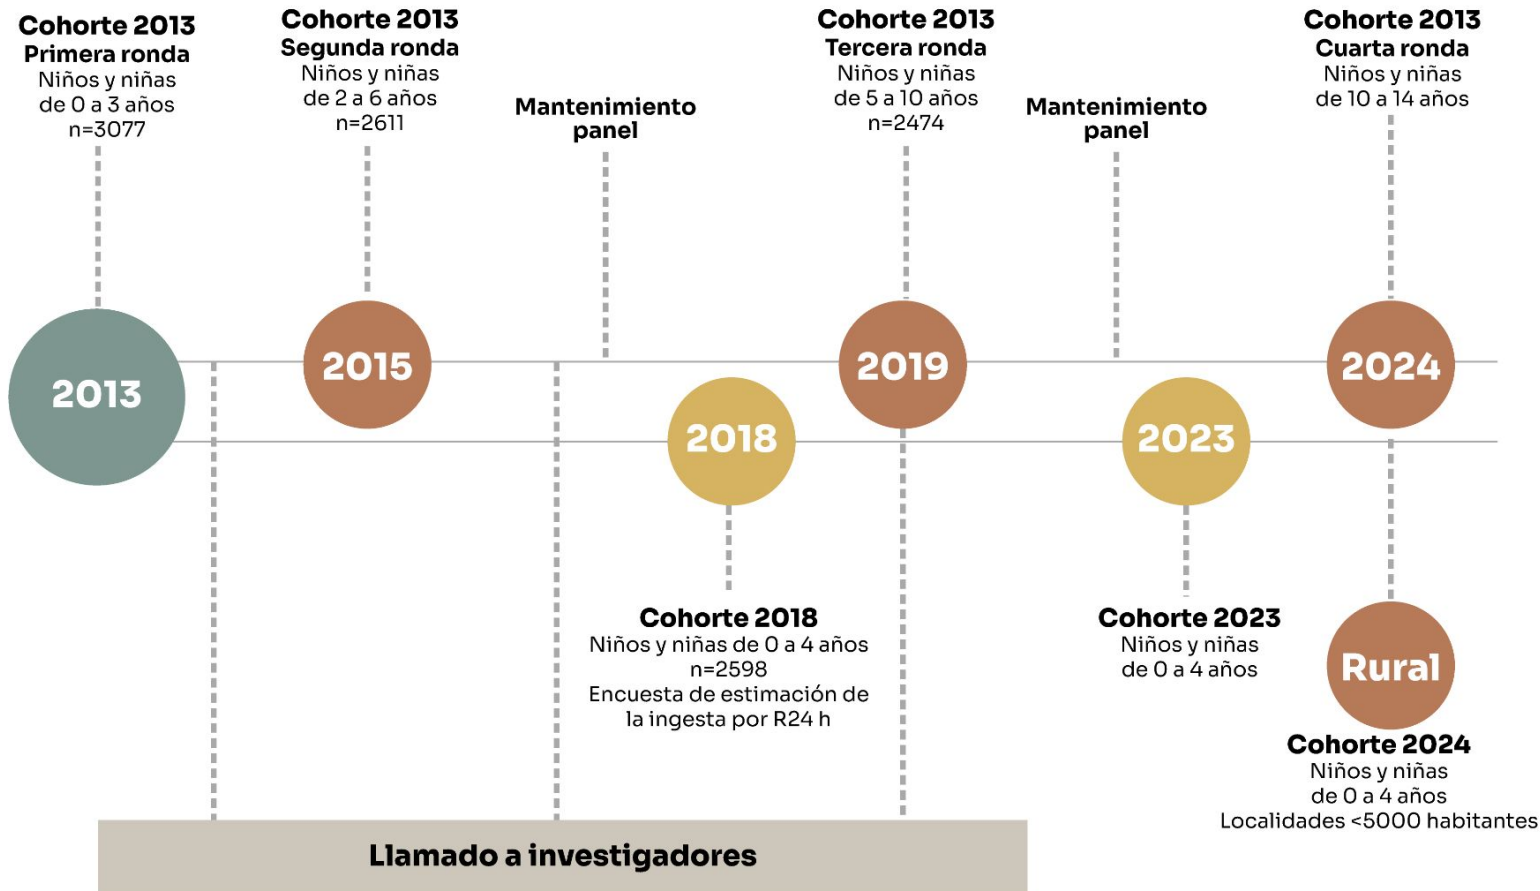 Cohorte 2013
Primera ronda
Niños y niñas
de 0 a 3 años
n=3077
Cohorte 2013
Segunda ronda
Niños y niñas
de 2 a 6 años
n=2611
Mantenimiento
panel
Cohorte 2013
Tercera ronda
Niños y niñas
de 5 a 10 años
n=2474
Mantenimiento
panel
Cohorte 2013
Cuarta ronda
Niños y niñas
de 10 a 14 años
2013
2015
2018
2019
2023
2024
Cohorte 2018
Niños y niñas de 0 a 4 años
n=2598
Encuesta de estimación de
la ingesta por R24 h
Cohorte 2023
Niños y niñas
de 0 a 4 años
Rural
Cohorte 2024
Niños y niñas
de 0 a 4 años
Localidades <5000 habitantes
Llamado a investigadores